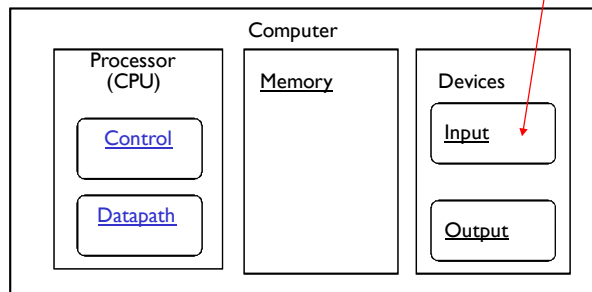 Computer
Processor
(CPU)
Control
Datapath
Memory
Devices
Input
Output